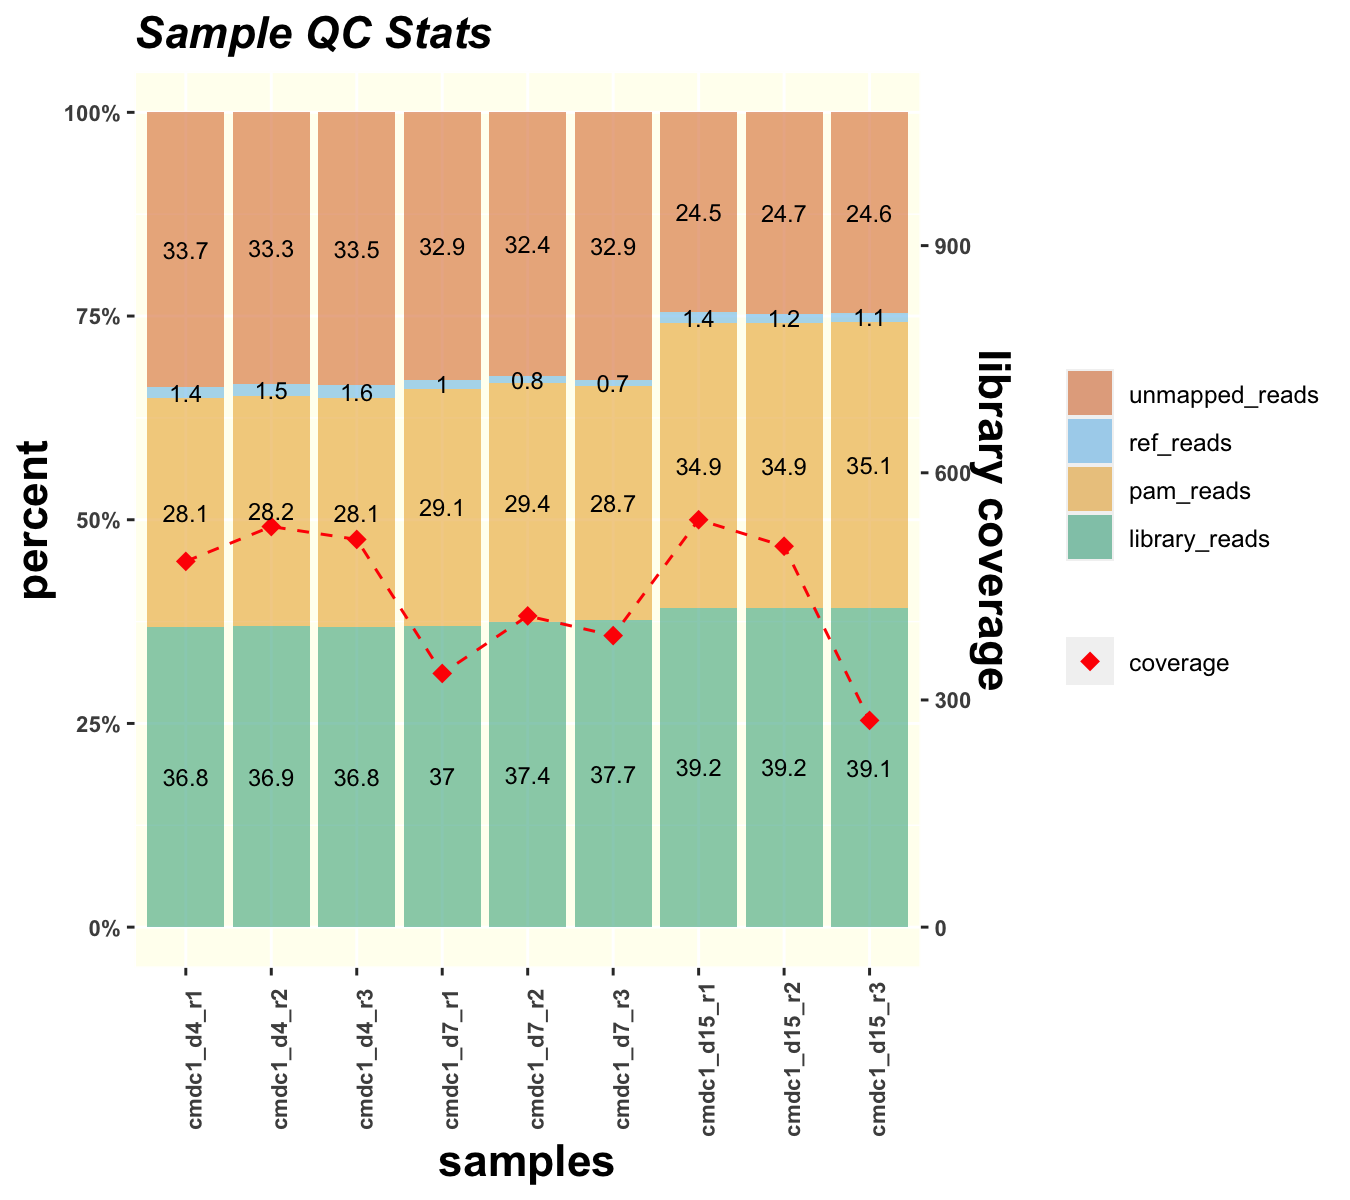 Sample QC Stats
100%
75%
50%
25%
0%
percent
33.7 33.3 33.5 32.9 32.4 32.9 24.5 24.7 24.6
1.4 1.5 1.6 1 0.8 0.7 1.4 1.2 1.1
28.1 28.2 28.1 29.1 29.4 28.7 34.9 34.9 35.1
36.8 36.9 36.8 37 37.4 37.7 39.2 39.2 39.1
900
600
300
0
library coverage
unmapped_reads
ref_reads
pam_reads
library_reads
coverage
cmdc1_d4_r1
cmdc1_d4_r2
cmdc1_d4_r3
cmdc1_d7_r1
cmdc1_d7_r2
cmdc1_d7_r3
cmdc1_d15_r1
cmdc1_d15_r2
cmdc1_d15_r3
samples